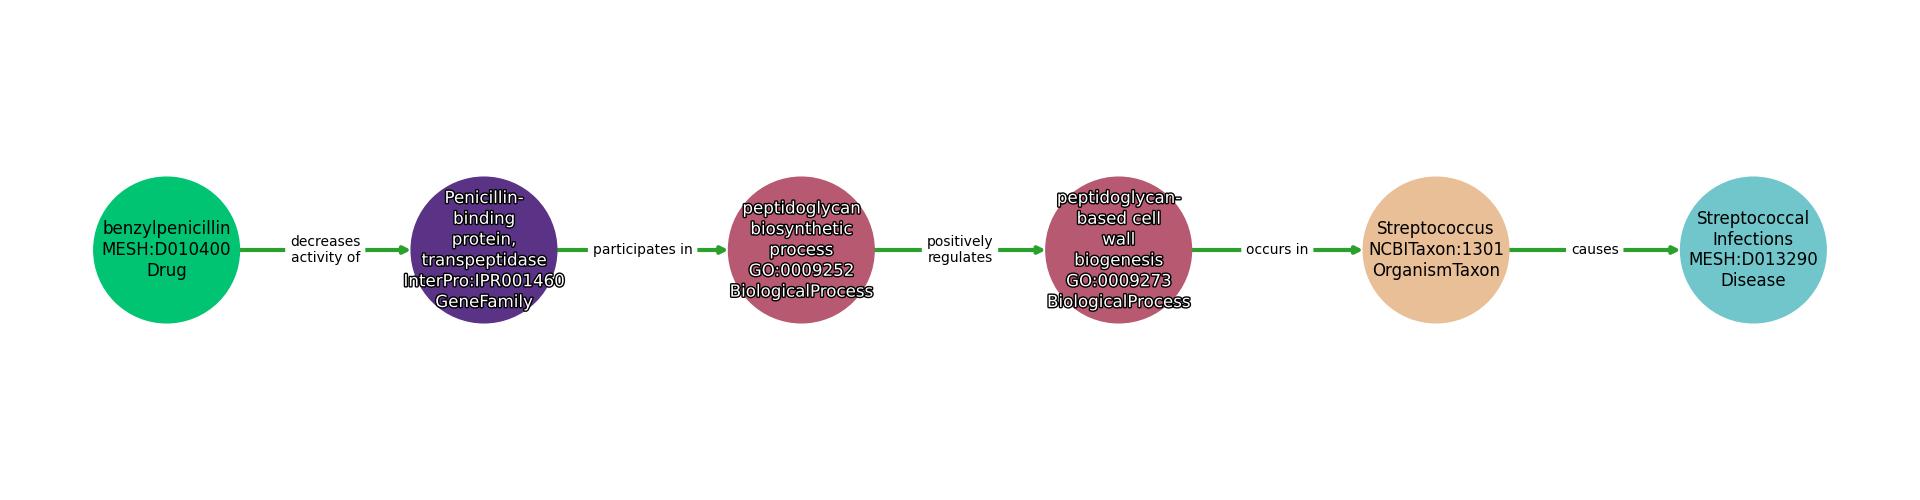 benzylpenicillin
MESH:D010400
Drug
decreases
activity of
Penicillin-
binding
protein,
transpeptidase
InterPro:IPR001460
GeneFamily
participates in
peptidoglycan
biosynthetic
process
GO:0009252
BiologicalProcess
positively
regulates
peptidoglycan-
based cell
wall
biogenesis
GO:0009273
BiologicalProcess
occurs in
Streptococcus
NCBITaxon:1301
OrganismTaxon
causes
Streptococcal
Infections
MESH:D013290
Disease